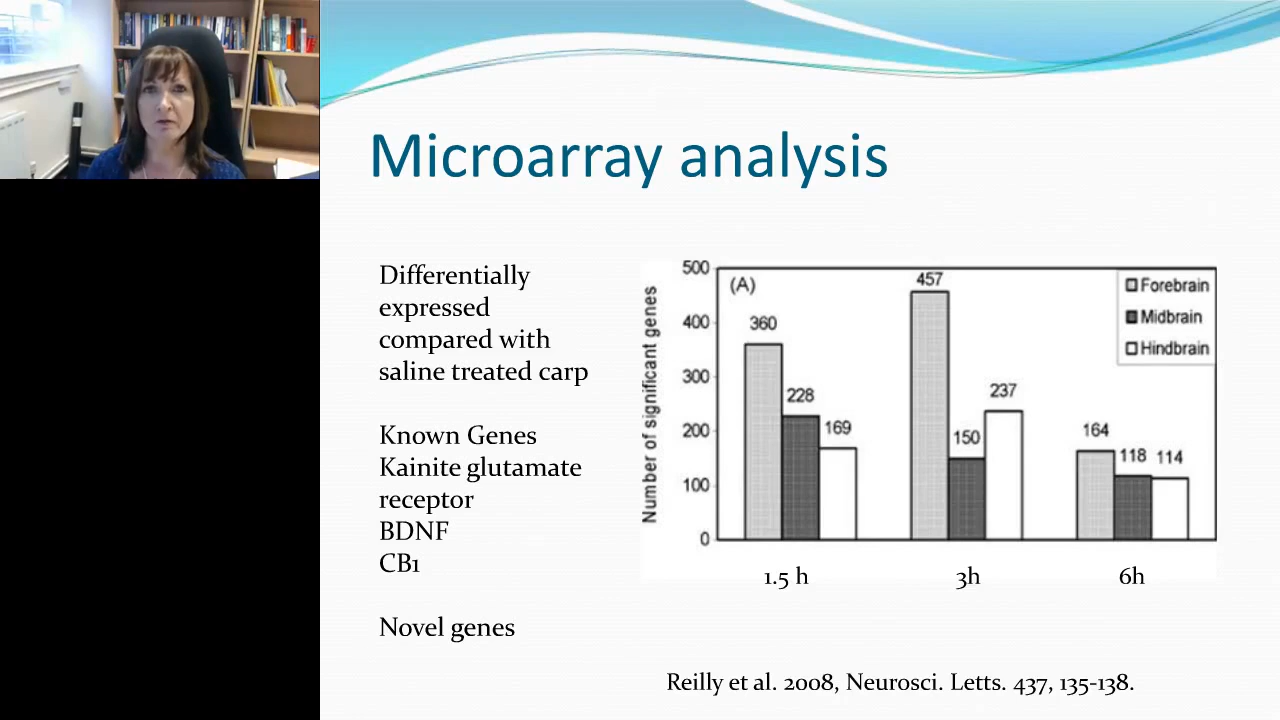 Microarray analysis
Differentially
expressed
compared with
saline treated carp
Known Genes
Kainite glutamate
receptor
BDNF
CB1
Novel genes
Number of significant genes
500
400
300
200
100
0
(A)
Forebrain
Midbrain
Hindbrain
360
228
169
457
150
237
164
118
114
1.5 h
3h
6h
Reilly et al. 2008, Neurosci. Letts. 437, 135-138.